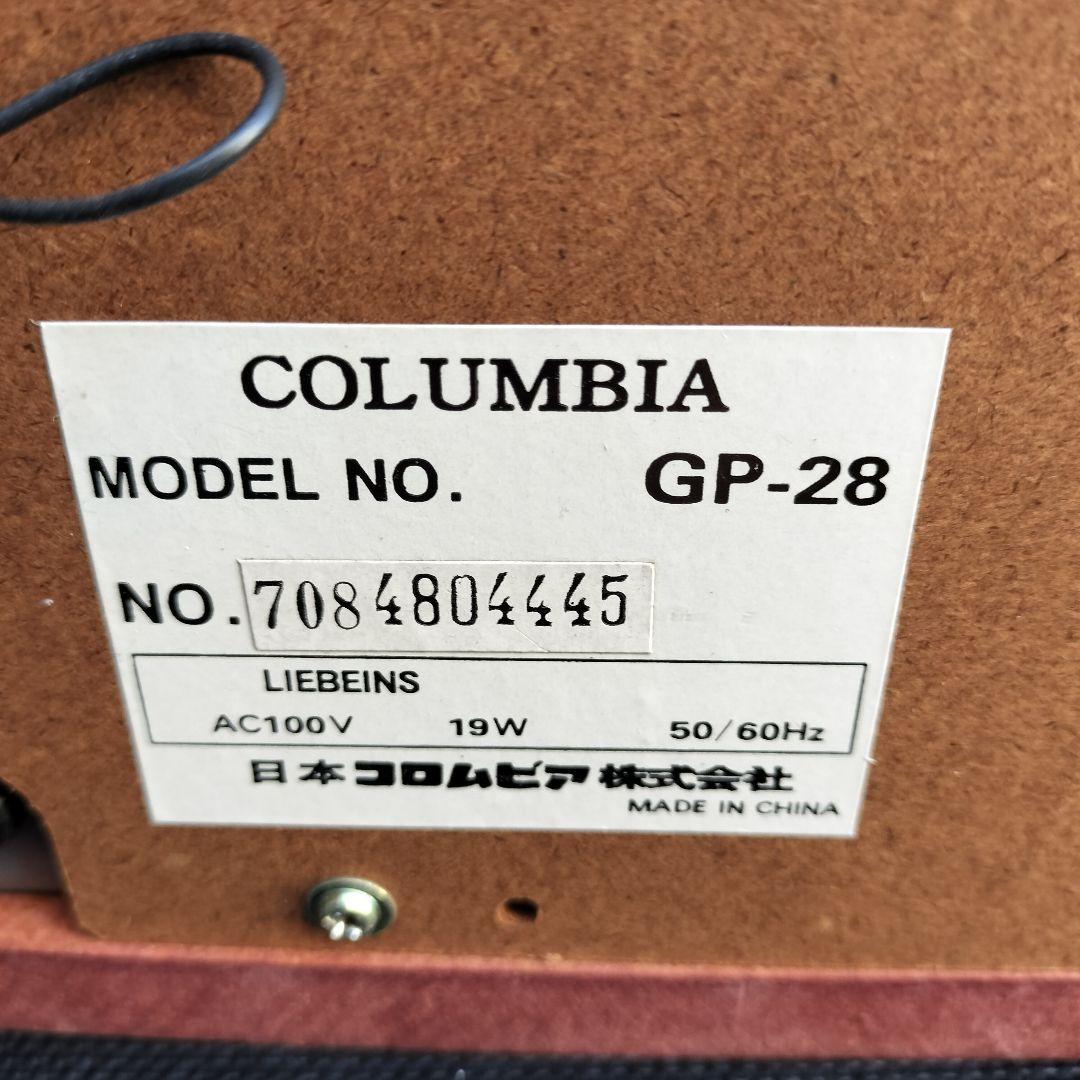 COLUMBIA
MODEL NO. GP-28
NO. 7084804445
LIEBEINS
AC100V 19W 50/60Hz
日本コロムビア株式会社
MADE IN CHINA